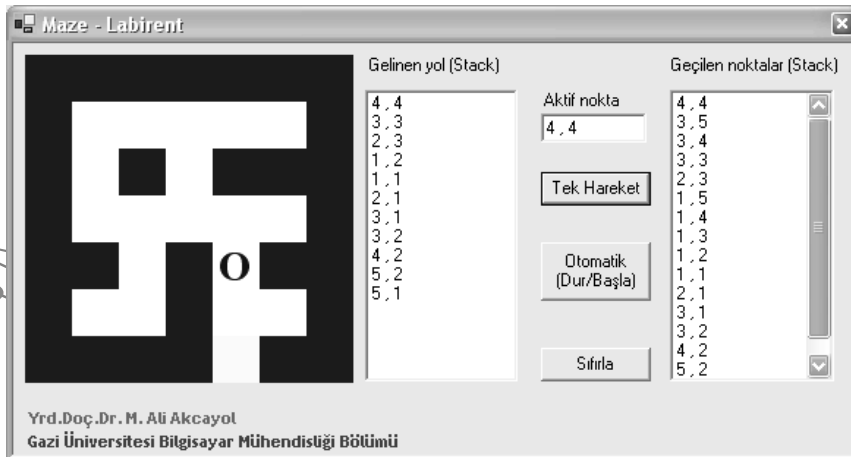 Maze - Labirent
Gelinen yol (Stack)
4 , 4
3 , 3
2 , 3
1 , 2
1 , 1
2 , 1
3 , 1
3 , 2
4 , 2
5 , 2
5 , 1
Aktif nokta
4 , 4
Tek Hareket
Otomatik
(Dur/Başla)
Sıfırla
Geçilen noktalar (Stack)
4 , 4
3 , 5
3 , 4
3 , 3
2 , 3
1 , 5
1 , 4
1 , 3
1 , 2
1 , 1
2 , 1
3 , 1
3 , 2
4 , 2
5 , 2
O
Yrd.Doç.Dr. M. Ali Akcayol
Gazi Üniversitesi Bilgisayar Mühendisliği Bölümü